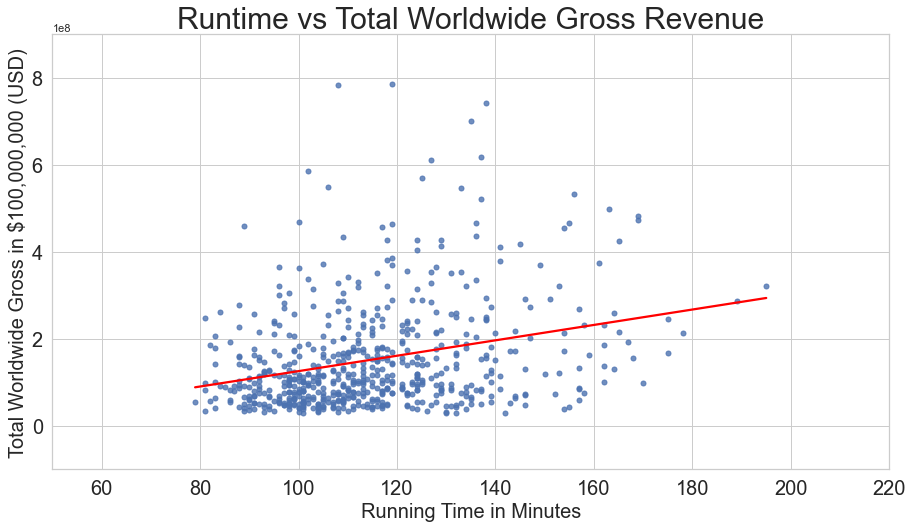 Runtime vs Total Worldwide Gross Revenue
1e8
Total Worldwide Gross in $100,000,000 (USD)
8
6
4
2
0
60 80 100 120 140 160 180 200 220
Running Time in Minutes